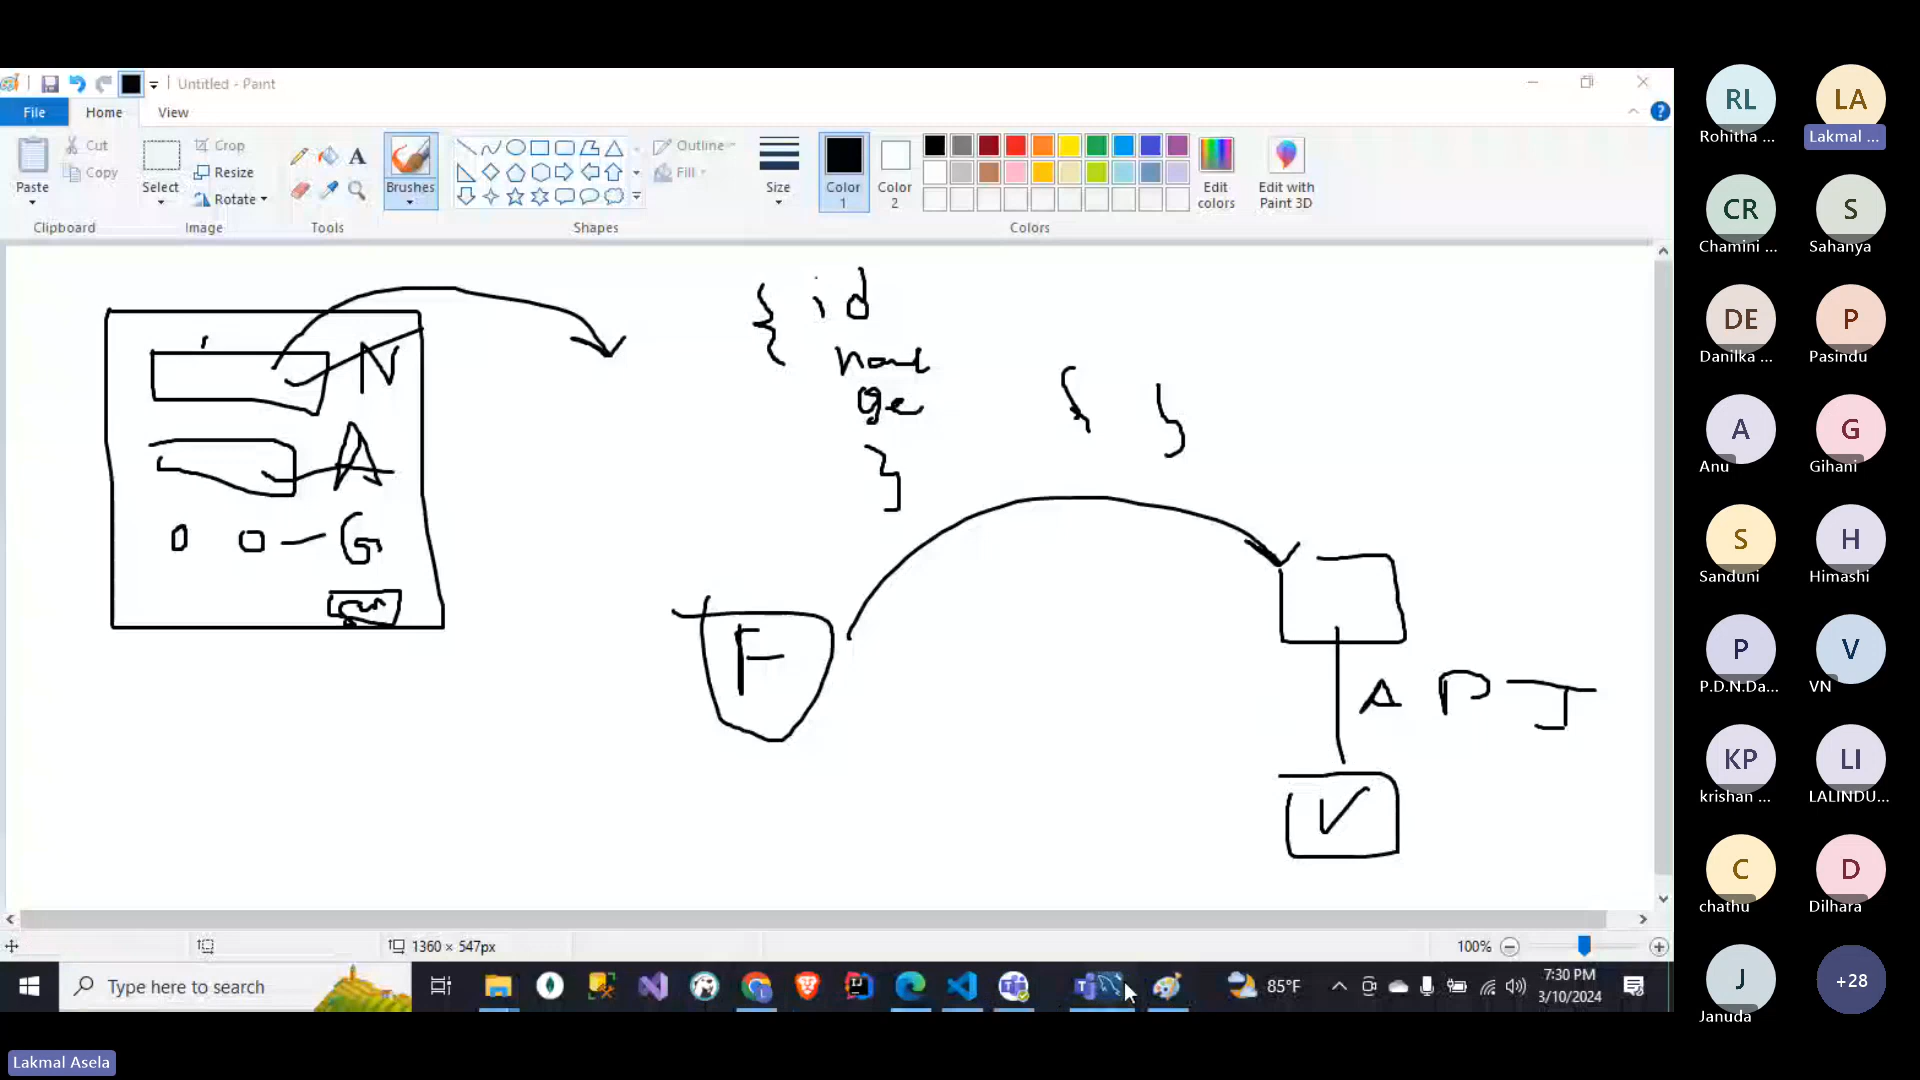 Untitled - Paint
File
Home
View
Paste
Cut
Copy
Clipboard
Select
Crop
Resize
Rotate
Image
Tools
Brushes
Shapes
Outline
Fill
Size
Color
1
Color
2
Edit
colors
Edit with
Paint 3D
Colors
{ id
ge
}
{ }
N
A
G
F
A P I
1360 × 547px
100%
Type here to search
85°F
7:30 PM
3/10/2024
RL
Rohitha ...
LA
Lakmal ...
CR
Chamini ...
S
Sahanya
DE
Danilka ...
P
Pasindu
A
Anu
G
Gihani
S
Sanduni
H
Himashi
P
P.D.N.Da...
V
VN
KP
krishan ...
LI
LALINDU...
C
chathu
D
Dilhara
J
Januda
+28
Lakmal Asela